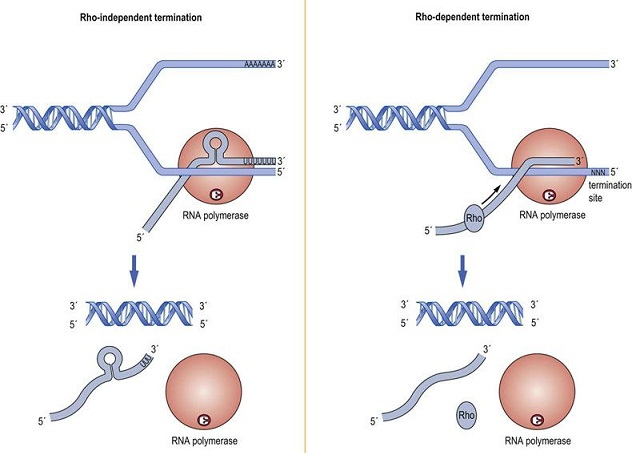 Rho-independent termination
AAAAAAA 3´
3´
5´
3´
UUUUUUU
5´
RNA polymerase
5´
3´ 3´
5´ 5´
3´
UUU
5´
RNA polymerase
Rho-dependent termination
3´
3´
5´
3´
NNN 5´
termination
site
RNA polymerase
Rho
5´
3´ 3´
5´ 5´
3´
5´
Rho
RNA polymerase